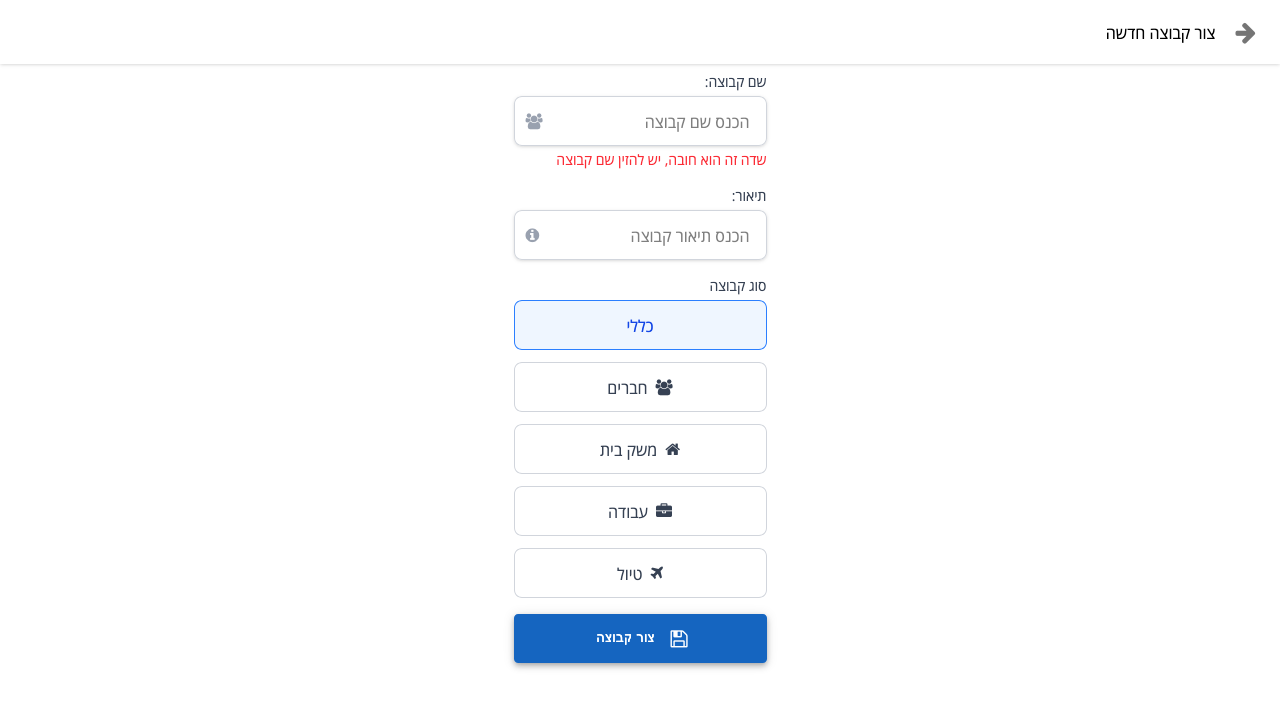 צור קבוצה חדשה
שם קבוצה:
הכנס שם קבוצה
שדה זה הוא חובה, יש להזין שם קבוצה
תיאור:
הכנס תיאור קבוצה
סוג קבוצה
כללי
חברים
משק בית
עבודה
טיול
צור קבוצה